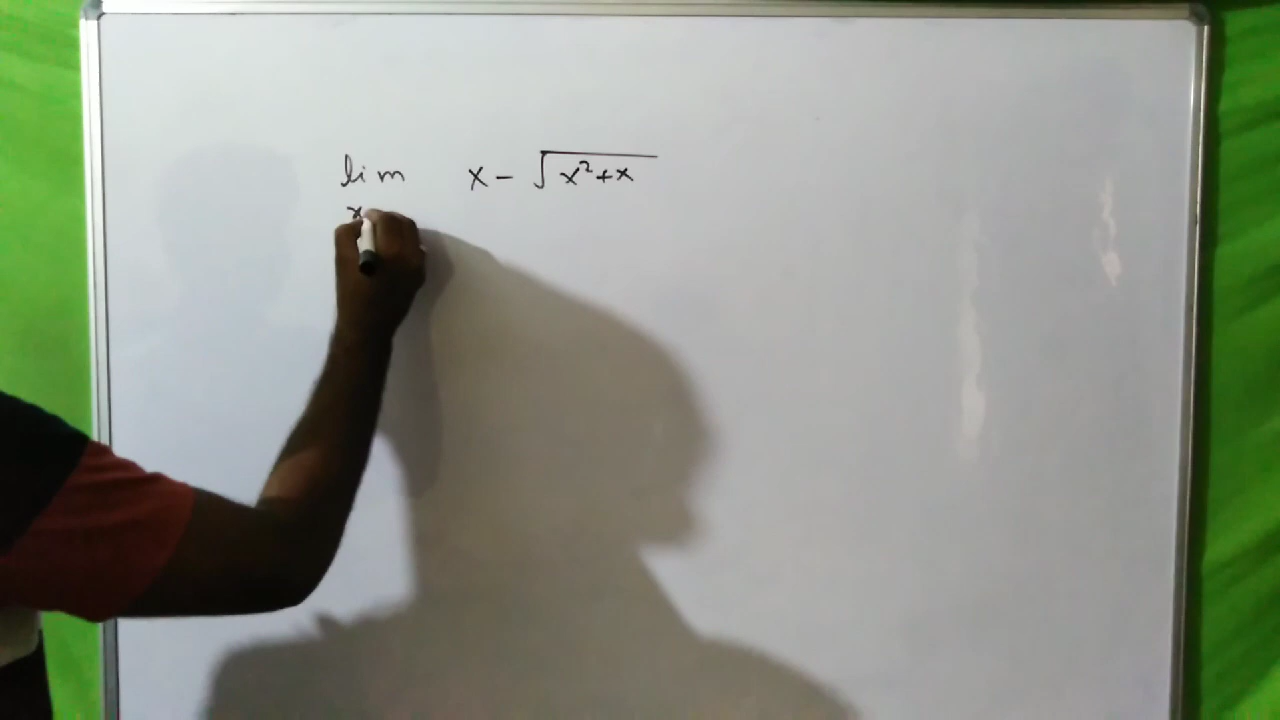 lim x - √(x²+x)
x